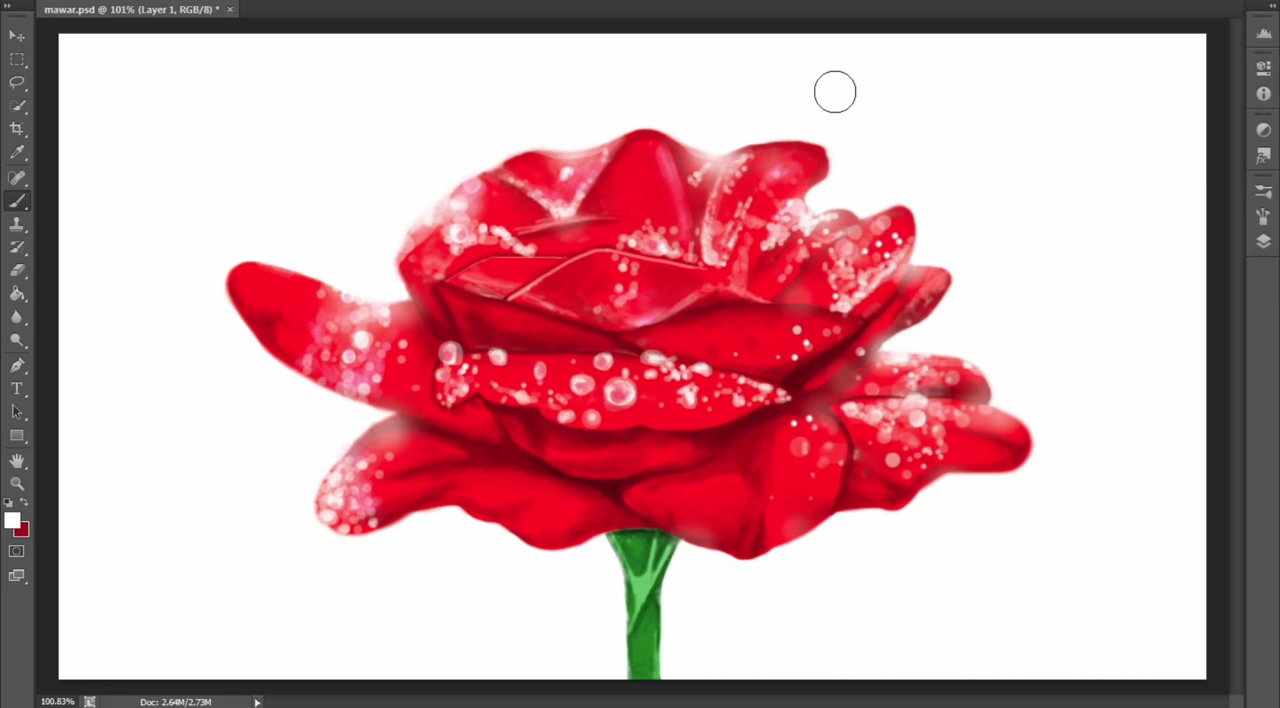 mawar.psd @ 101% (Layer 1, RGB/8) *
T
100.83%
Doc: 2.64M/2.73M